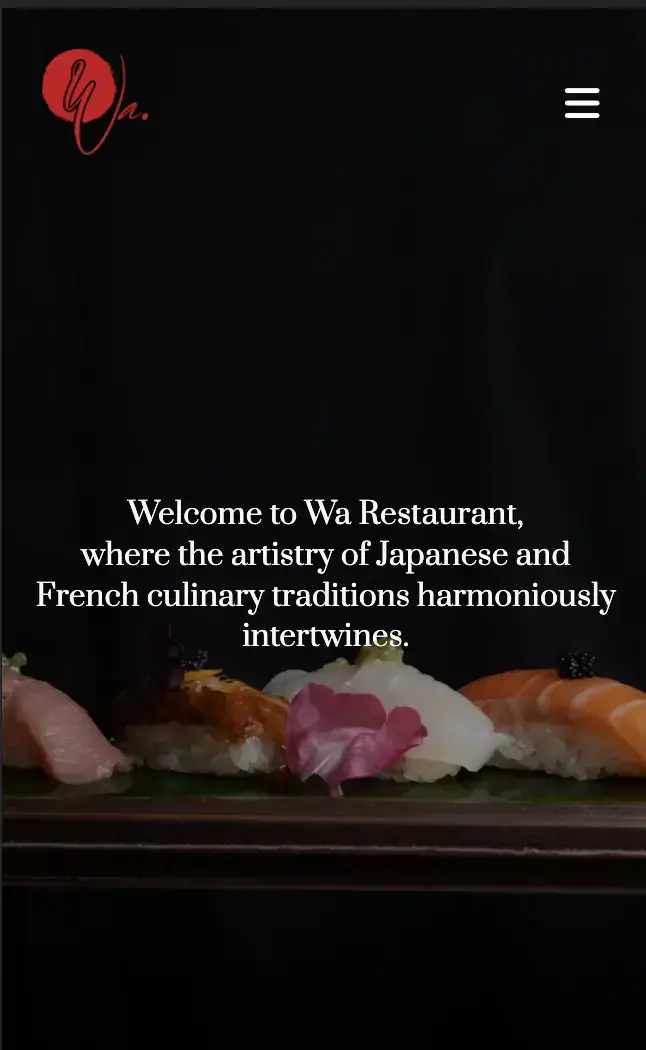 Wa.
Welcome to Wa Restaurant,
where the artistry of Japanese and
French culinary traditions harmoniously
intertwines.